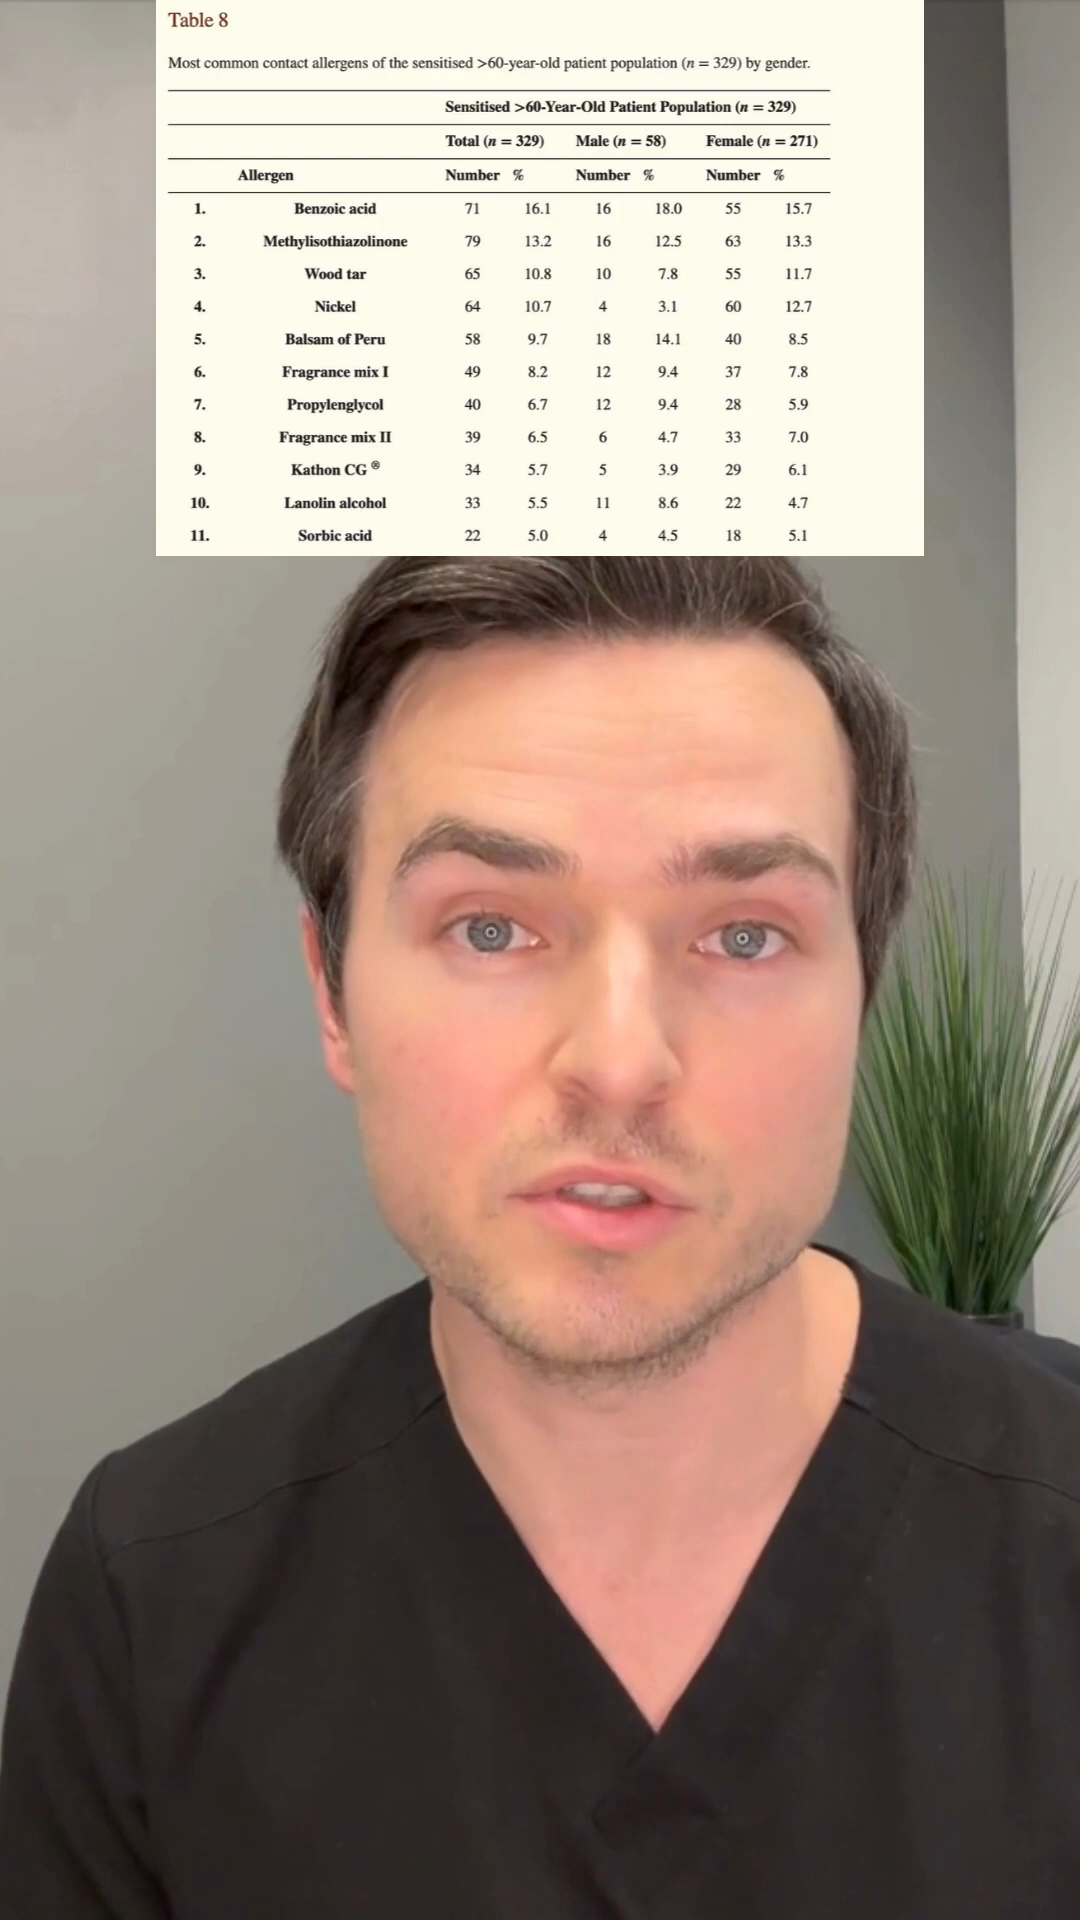 Table 8
Most common contact allergens of the sensitised >60-year-old patient population (n = 329) by gender.
Sensitised >60-Year-Old Patient Population (n = 329)
Total (n = 329) Male (n = 58) Female (n = 271)
Allergen Number % Number % Number %
1. Benzoic acid 71 16.1 16 18.0 55 15.7
2. Methylisothiazolinone 79 13.2 16 12.5 63 13.3
3. Wood tar 65 10.8 10 7.8 55 11.7
4. Nickel 64 10.7 4 3.1 60 12.7
5. Balsam of Peru 58 9.7 18 14.1 40 8.5
6. Fragrance mix I 49 8.2 12 9.4 37 7.8
7. Propylenglycol 40 6.7 12 9.4 28 5.9
8. Fragrance mix II 39 6.5 6 4.7 33 7.0
9. Kathon CG ® 34 5.7 5 3.9 29 6.1
10. Lanolin alcohol 33 5.5 11 8.6 22 4.7
11. Sorbic acid 22 5.0 4 4.5 18 5.1